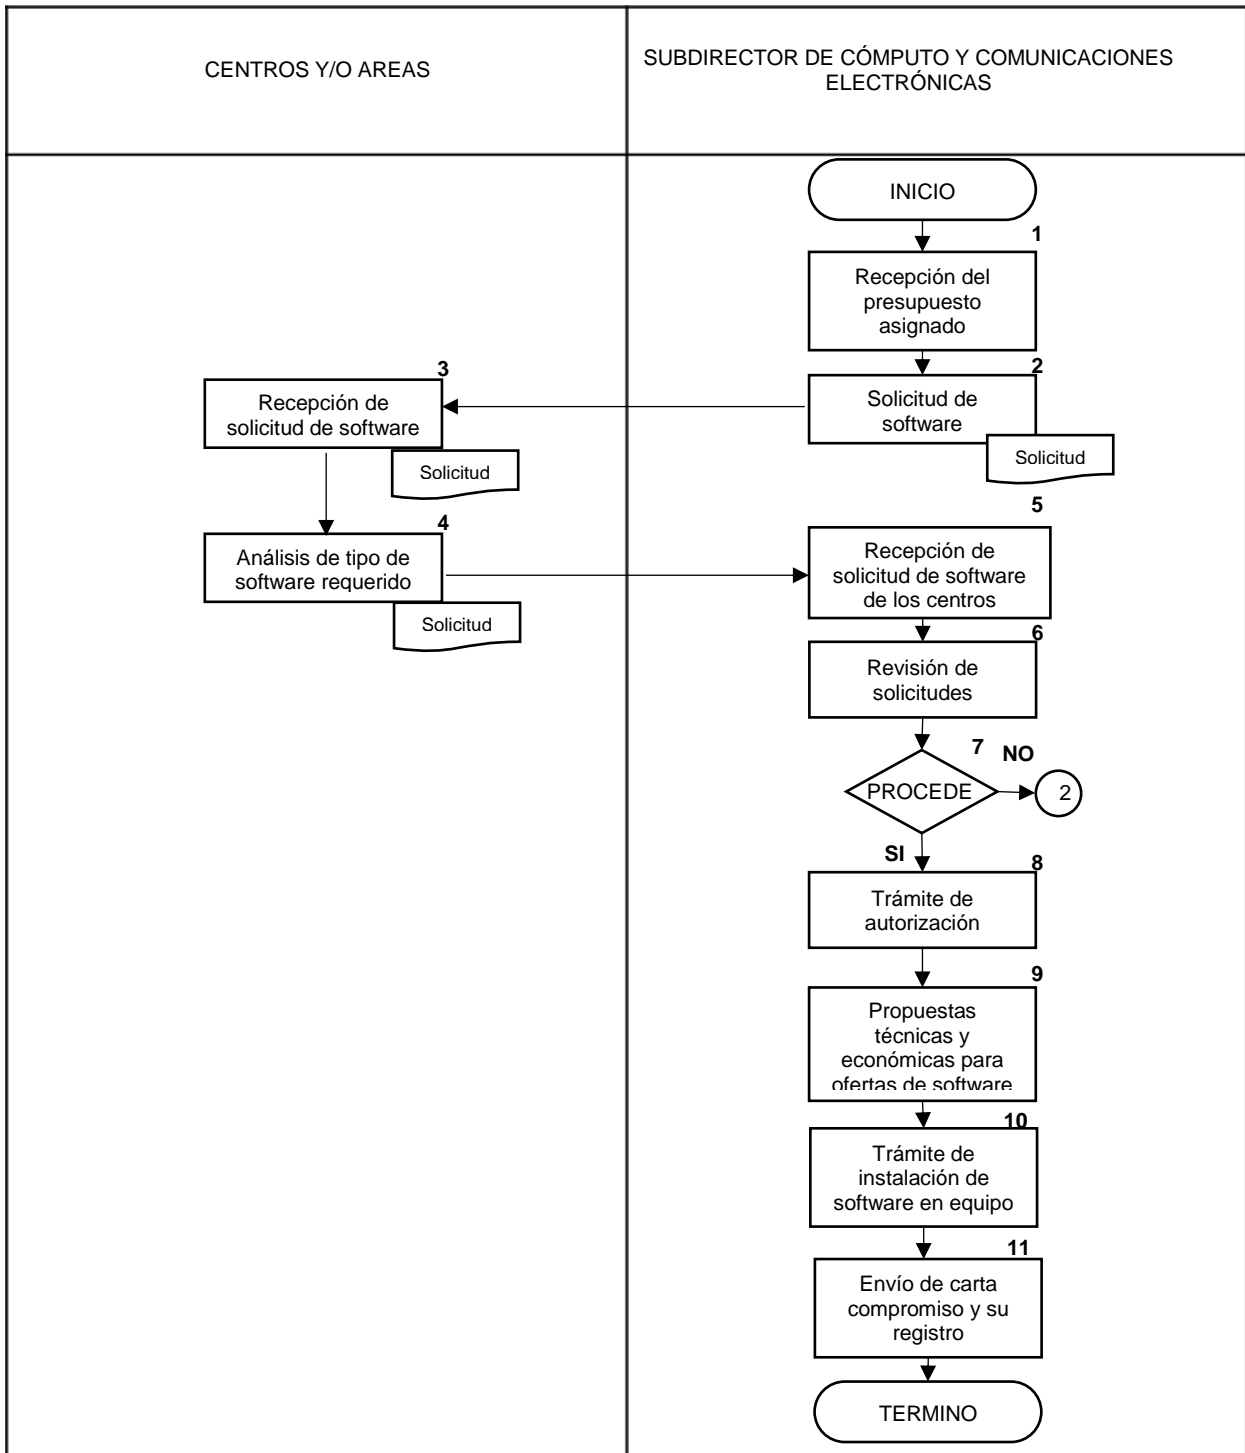 CENTROS Y/O AREAS
SUBDIRECTOR DE CÓMPUTO Y COMUNICACIONES
ELECTRÓNICAS
INICIO
1
Recepción del
presupuesto
asignado
2
Solicitud de
software
Solicitud
3
Recepción de
solicitud de software
Solicitud
4
Análisis de tipo de
software requerido
Solicitud
5
Recepción de
solicitud de software
de los centros
6
Revisión de
solicitudes
7
NO
PROCEDE
2
SI
8
Trámite de
autorización
9
Propuestas
técnicas y
económicas para
ofertas de software
10
Trámite de
instalación de
software en equipo
11
Envío de carta
compromiso y su
registro
TERMINO